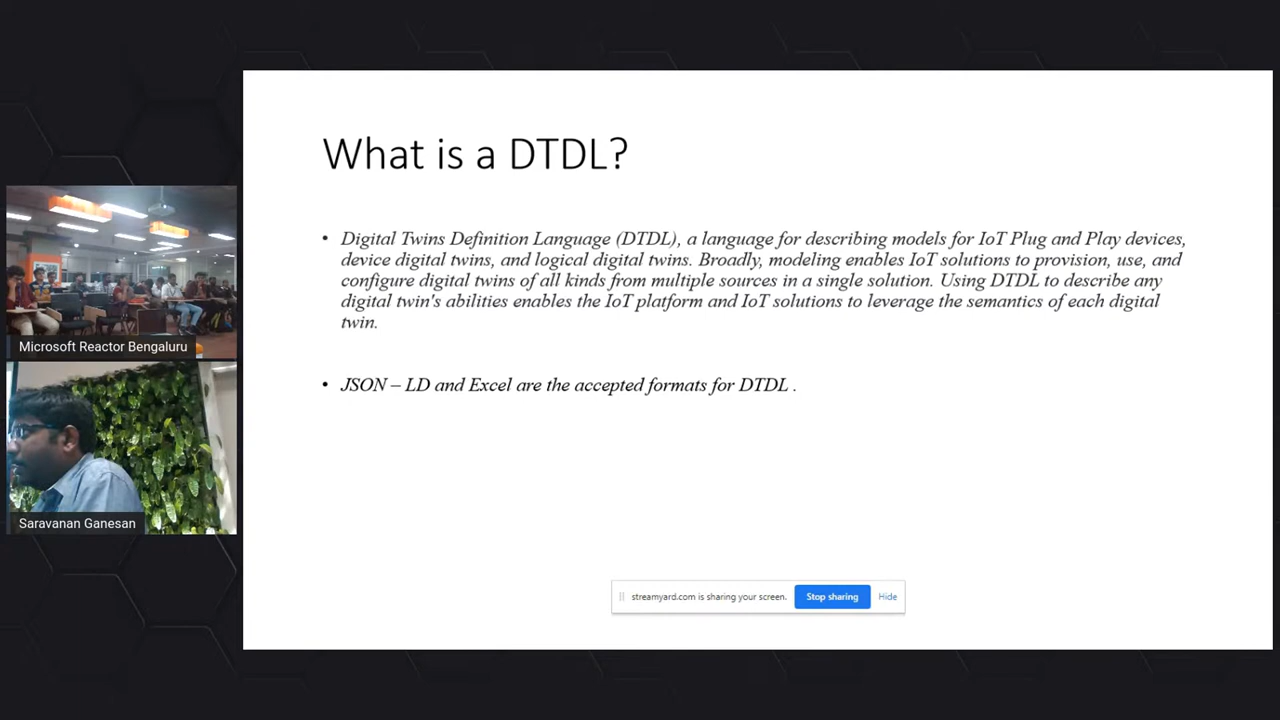 What is a DTDL?
• Digital Twins Definition Language (DTDL), a language for describing models for IoT Plug and Play devices,
device digital twins, and logical digital twins. Broadly, modeling enables IoT solutions to provision, use, and
configure digital twins of all kinds from multiple sources in a single solution. Using DTDL to describe any
digital twin's abilities enables the IoT platform and IoT solutions to leverage the semantics of each digital
twin.
• JSON – LD and Excel are the accepted formats for DTDL .
Microsoft Reactor Bengaluru
Saravanan Ganesan
streamyard.com is sharing your screen. Stop sharing Hide